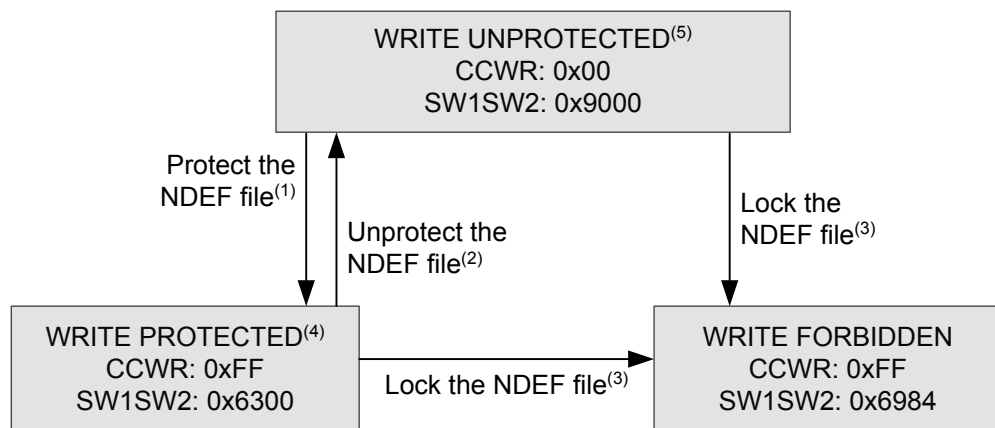 WRITE UNPROTECTED(5)
CCWR: 0x00
SW1SW2: 0x9000
Protect the
NDEF file(1)
Unprotect the
NDEF file(2)
Lock the
NDEF file(3)
WRITE PROTECTED(4)
CCWR: 0xFF
SW1SW2: 0x6300
Lock the NDEF file(3)
WRITE FORBIDDEN
CCWR: 0xFF
SW1SW2: 0x6984